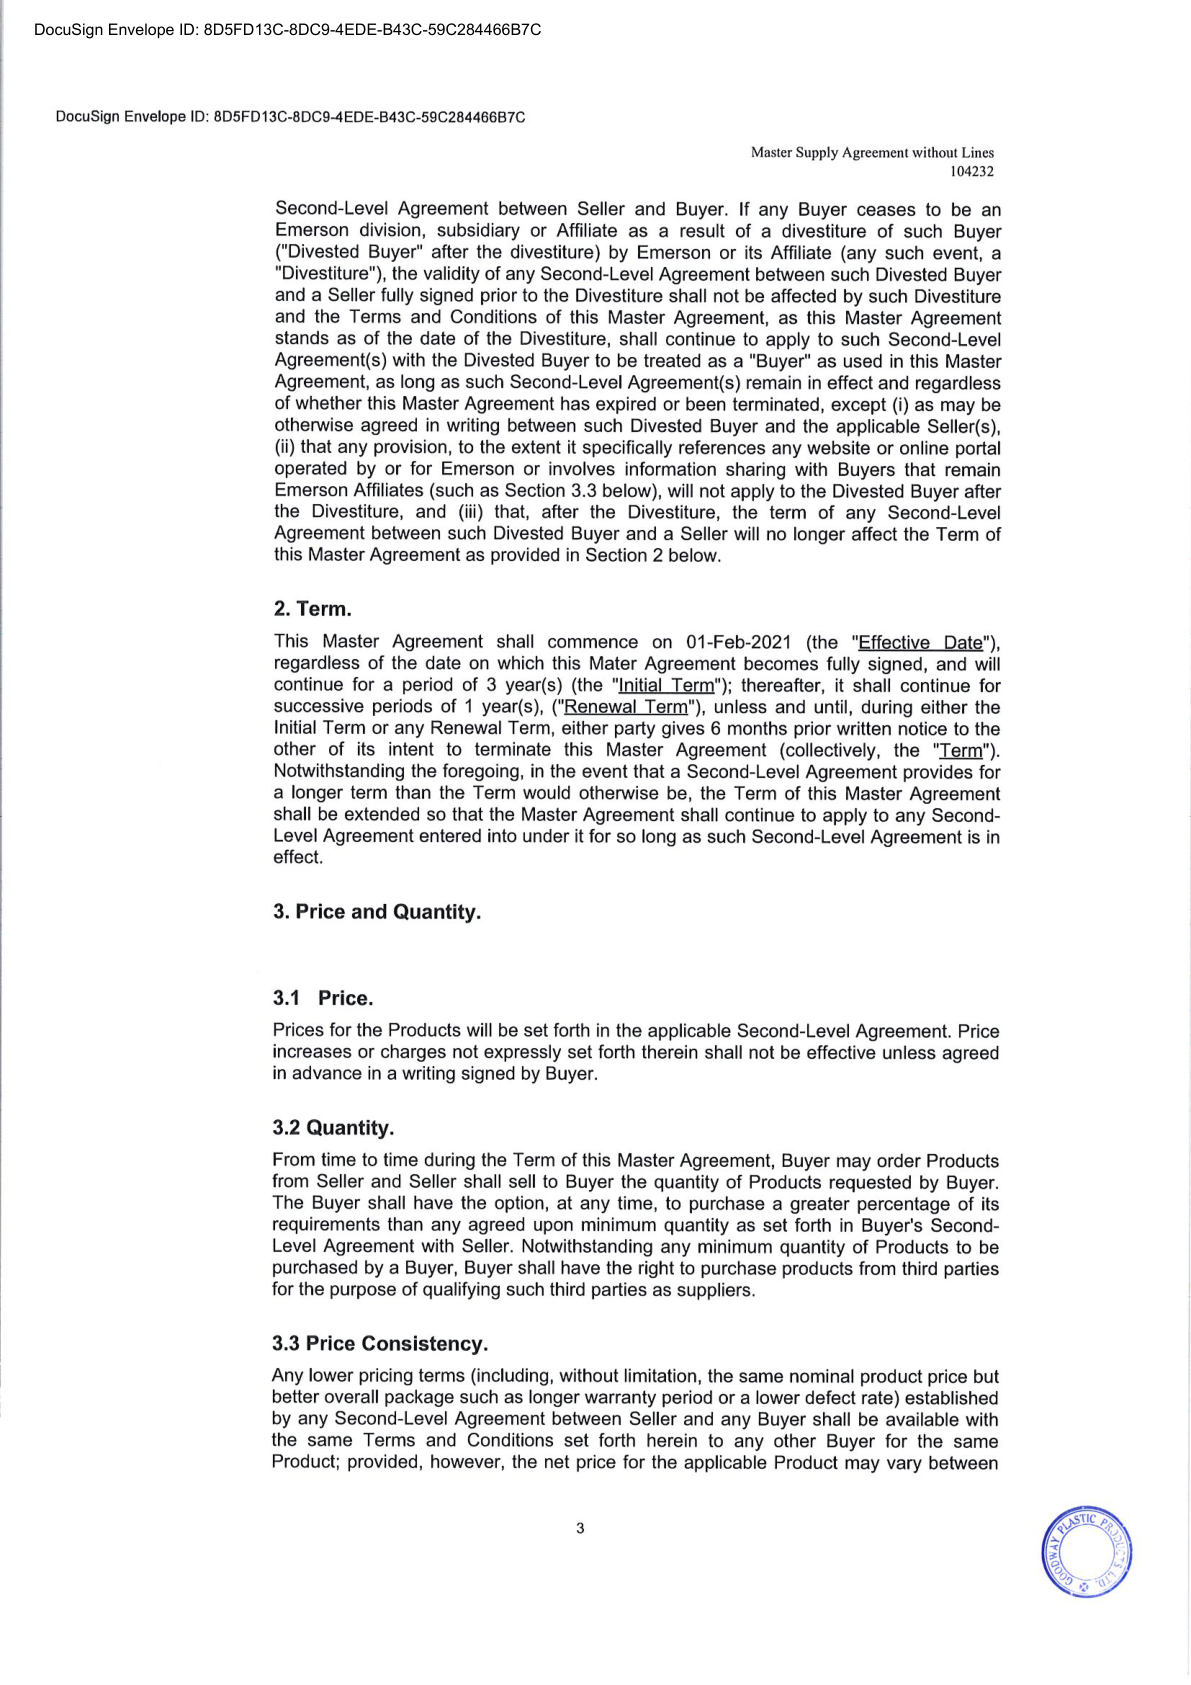 DocuSign Envelope ID: 8D5FD13C-8DC9-4EDE-B43C-59C284466B7C
DocuSign Envelope ID: 8D5FD13C-8DC9-4EDE-B43C-59C284466B7C
Master Supply Agreement without Lines
104232
Second-Level Agreement between Seller and Buyer. If any Buyer ceases to be an
Emerson division, subsidiary or Affiliate as a result of a divestiture of such Buyer
("Divested Buyer" after the divestiture) by Emerson or its Affiliate (any such event, a
"Divestiture"), the validity of any Second-Level Agreement between such Divested Buyer
and a Seller fully signed prior to the Divestiture shall not be affected by such Divestiture
and the Terms and Conditions of this Master Agreement, as this Master Agreement
stands as of the date of the Divestiture, shall continue to apply to such Second-Level
Agreement(s) with the Divested Buyer to be treated as a "Buyer" as used in this Master
Agreement, as long as such Second-Level Agreement(s) remain in effect and regardless
of whether this Master Agreement has expired or been terminated, except (i) as may be
otherwise agreed in writing between such Divested Buyer and the applicable Seller(s),
(ii) that any provision, to the extent it specifically references any website or online portal
operated by or for Emerson or involves information sharing with Buyers that remain
Emerson Affiliates (such as Section 3.3 below), will not apply to the Divested Buyer after
the Divestiture, and (iii) that, after the Divestiture, the term of any Second-Level
Agreement between such Divested Buyer and a Seller will no longer affect the Term of
this Master Agreement as provided in Section 2 below.
2. Term.
This Master Agreement shall commence on 01-Feb-2021 (the "Effective Date"),
regardless of the date on which this Mater Agreement becomes fully signed, and will
continue for a period of 3 year(s) (the "Initial Term"); thereafter, it shall continue for
successive periods of 1 year(s), ("Renewal Term"), unless and until, during either the
Initial Term or any Renewal Term, either party gives 6 months prior written notice to the
other of its intent to terminate this Master Agreement (collectively, the "Term").
Notwithstanding the foregoing, in the event that a Second-Level Agreement provides for
a longer term than the Term would otherwise be, the Term of this Master Agreement
shall be extended so that the Master Agreement shall continue to apply to any Second-
Level Agreement entered into under it for so long as such Second-Level Agreement is in
effect.
3. Price and Quantity.
3.1 Price.
Prices for the Products will be set forth in the applicable Second-Level Agreement. Price
increases or charges not expressly set forth therein shall not be effective unless agreed
in advance in a writing signed by Buyer.
3.2 Quantity.
From time to time during the Term of this Master Agreement, Buyer may order Products
from Seller and Seller shall sell to Buyer the quantity of Products requested by Buyer.
The Buyer shall have the option, at any time, to purchase a greater percentage of its
requirements than any agreed upon minimum quantity as set forth in Buyer's Second-
Level Agreement with Seller. Notwithstanding any minimum quantity of Products to be
purchased by a Buyer, Buyer shall have the right to purchase products from third parties
for the purpose of qualifying such third parties as suppliers.
3.3 Price Consistency.
Any lower pricing terms (including, without limitation, the same nominal product price but
better overall package such as longer warranty period or a lower defect rate) established
by any Second-Level Agreement between Seller and any Buyer shall be available with
the same Terms and Conditions set forth herein to any other Buyer for the same
Product; provided, however, the net price for the applicable Product may vary between
3
GOODWAY PLASTIC PRODUCTS LTD.